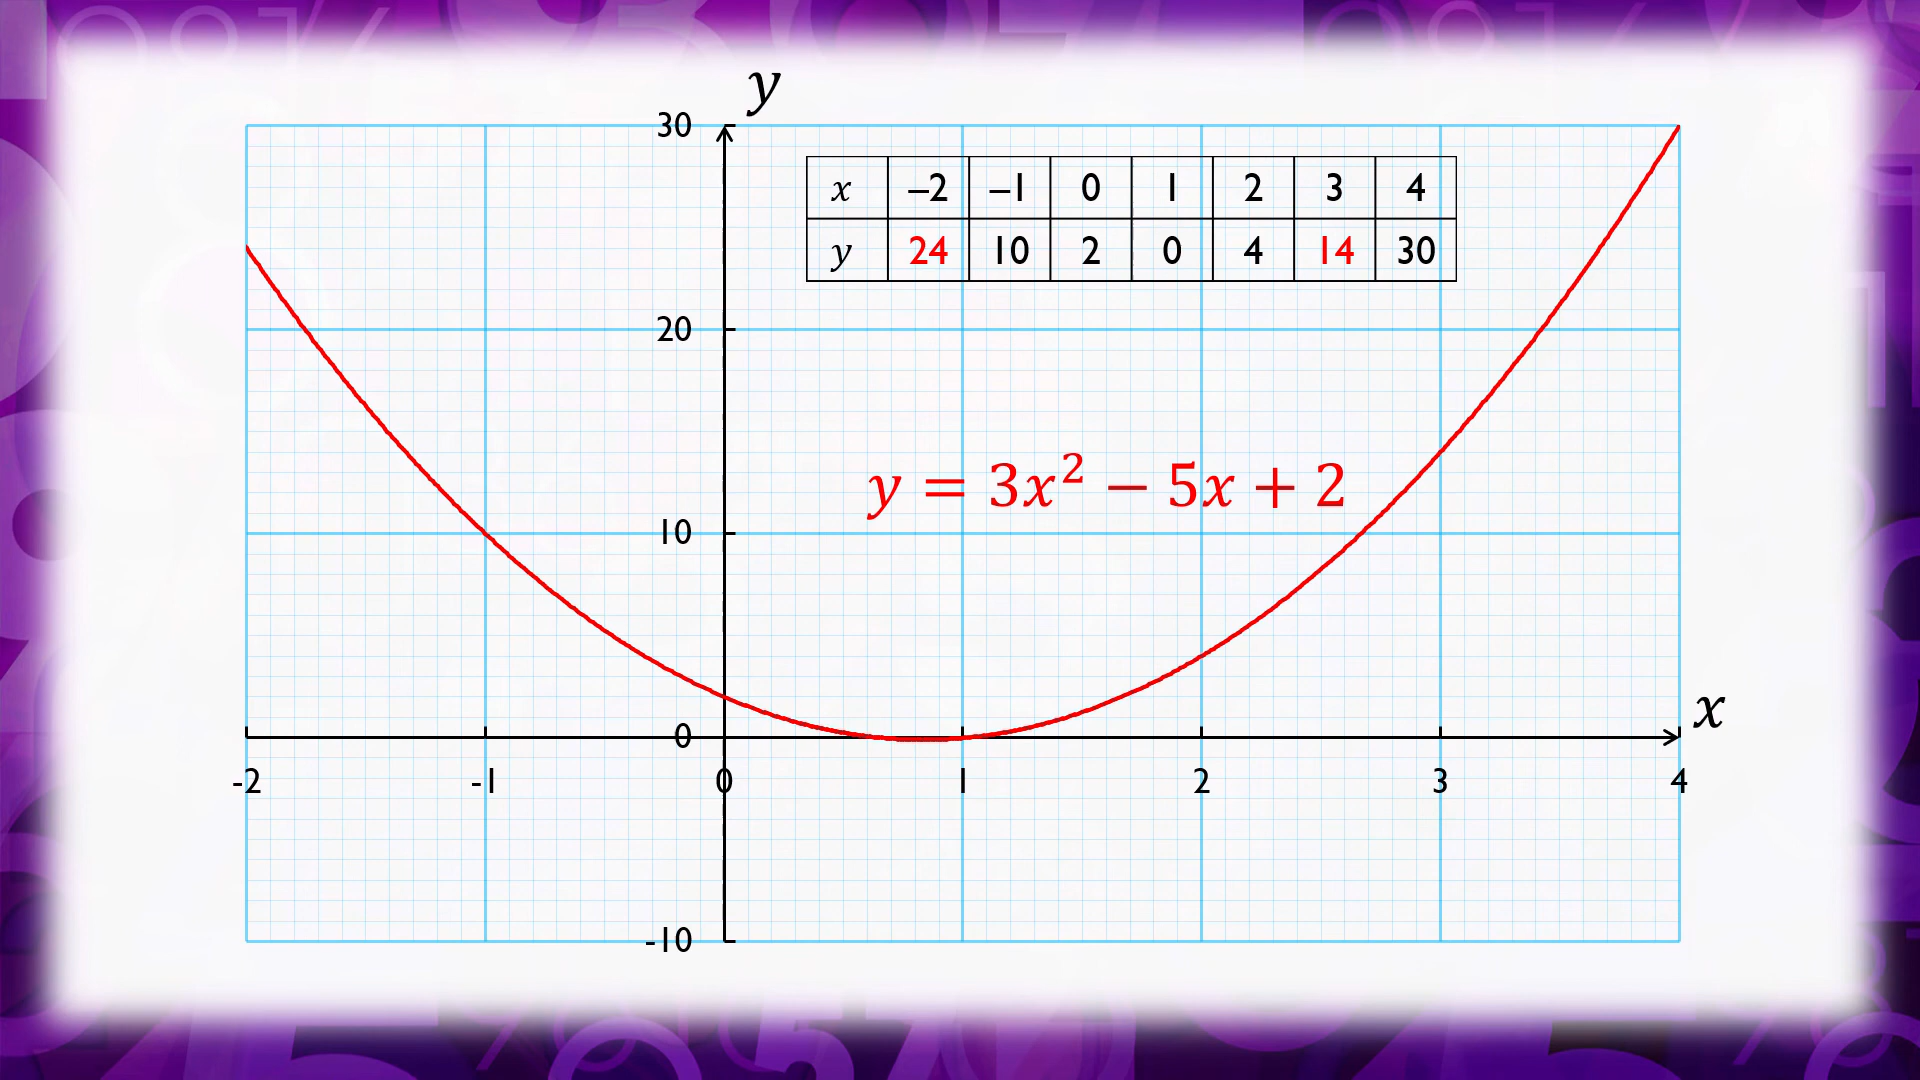 y
30
x –2 –1 0 1 2 3 4
y 24 10 2 0 4 14 30
20
y = 3x² − 5x + 2
10
x
0
-2 -1 0 1 2 3 4
-10